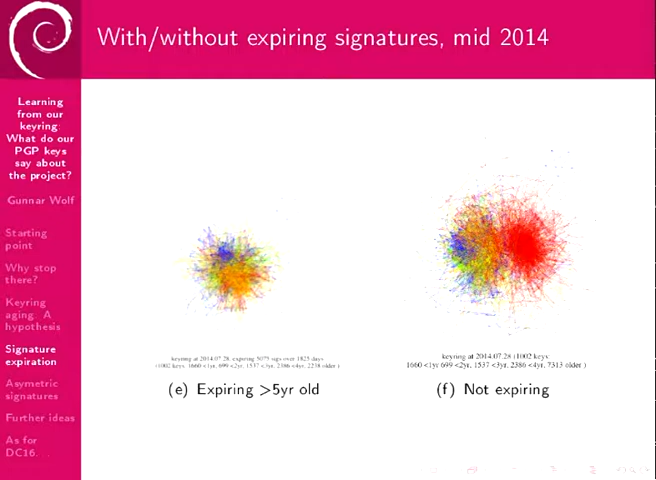 With/without expiring signatures, mid 2014
Learning
from our
keyring:
What do our
PGP keys
say about
the project?
Gunnar Wolf
Starting
point
Why stop
there?
Keyring
aging: A
hypothesis
Signature
expiration
Asymetric
signatures
Further ideas
As for
DC16...
keyring at 2014.07.28, expiring 5075 sigs over 1825 days
(1002 keys: 1660 <1yr, 699 <2yr, 1537 <3yr, 2386 <4yr, 2238 older )
(e) Expiring >5yr old
keyring at 2014.07.28 (1002 keys:
1660 <1yr 699 <2yr, 1537 <3yr, 2386 <4yr, 7313 older )
(f) Not expiring